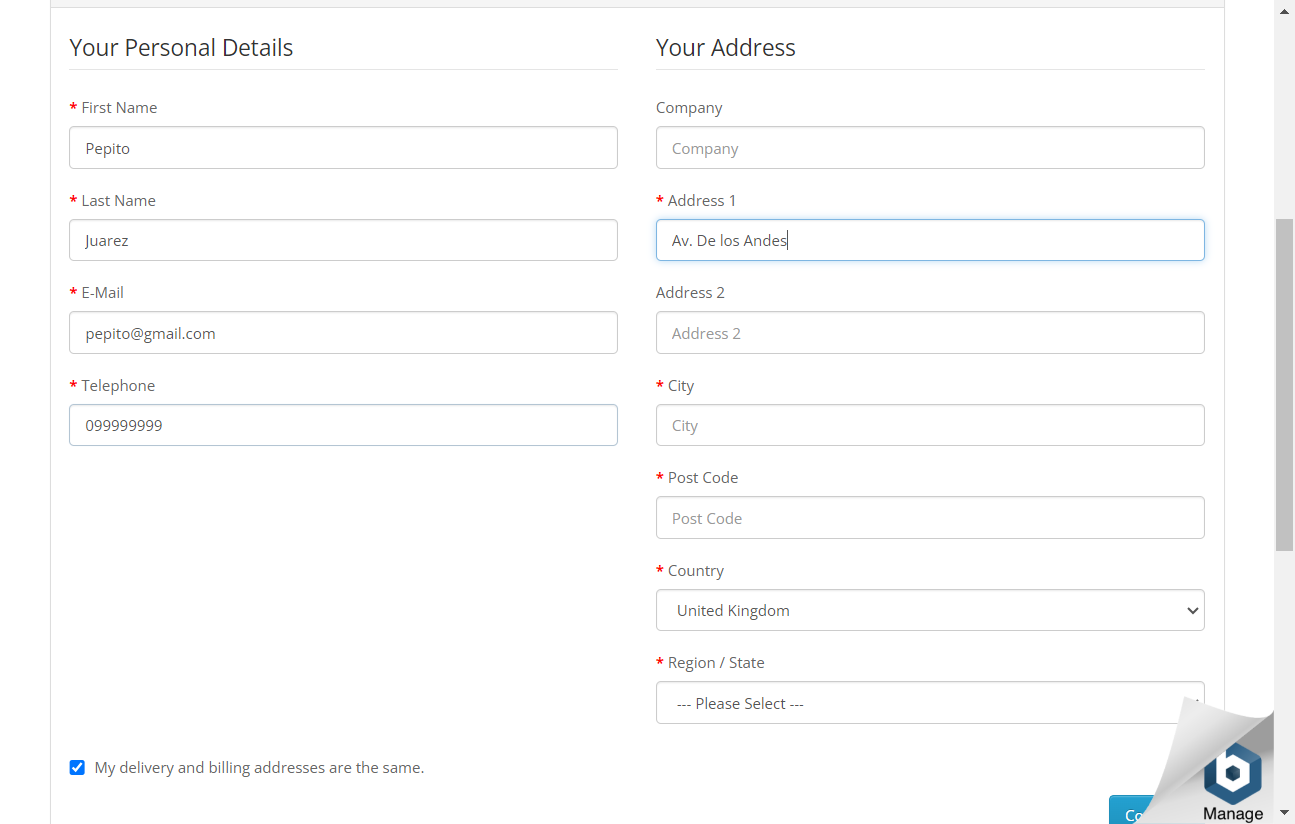 Your Personal Details
* First Name
Pepito
* Last Name
Juarez
* E-Mail
pepito@gmail.com
* Telephone
099999999
Your Address
Company
Company
* Address 1
Av. De los Andes
Address 2
Address 2
* City
City
* Post Code
Post Code
* Country
United Kingdom
* Region / State
--- Please Select ---
My delivery and billing addresses are the same.
Manage